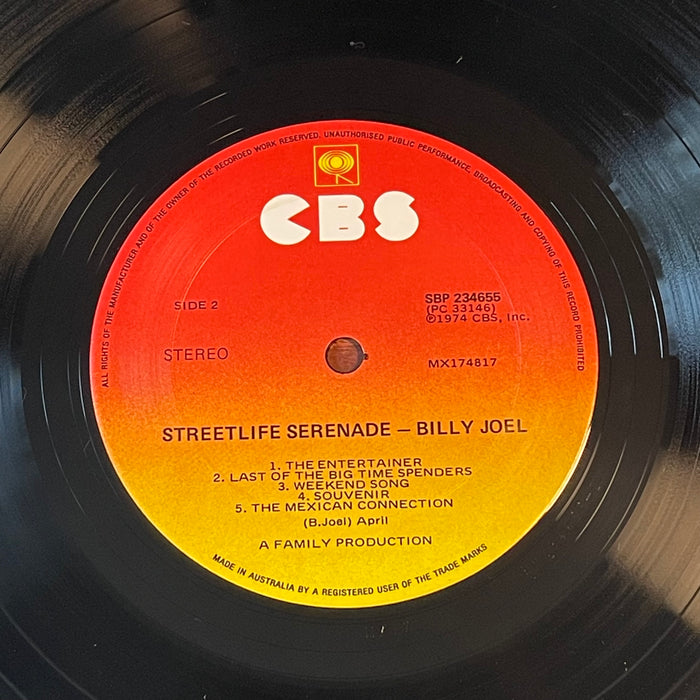 ALL RIGHTS OF THE MANUFACTURER AND OF THE OWNER OF THE RECORDED WORK RESERVED. UNAUTHORISED PUBLIC PERFORMANCE, BROADCASTING AND COPYING OF THIS RECORD PROHIBITED
CBS
SIDE 2
SBP 234655
(PC 33146)
℗1974 CBS, Inc.
STEREO
MX174817
STREETLIFE SERENADE — BILLY JOEL
1. THE ENTERTAINER
2. LAST OF THE BIG TIME SPENDERS
3. WEEKEND SONG
4. SOUVENIR
5. THE MEXICAN CONNECTION
(B.Joel) April
A FAMILY PRODUCTION
MADE IN AUSTRALIA BY A REGISTERED USER OF THE TRADE MARKS